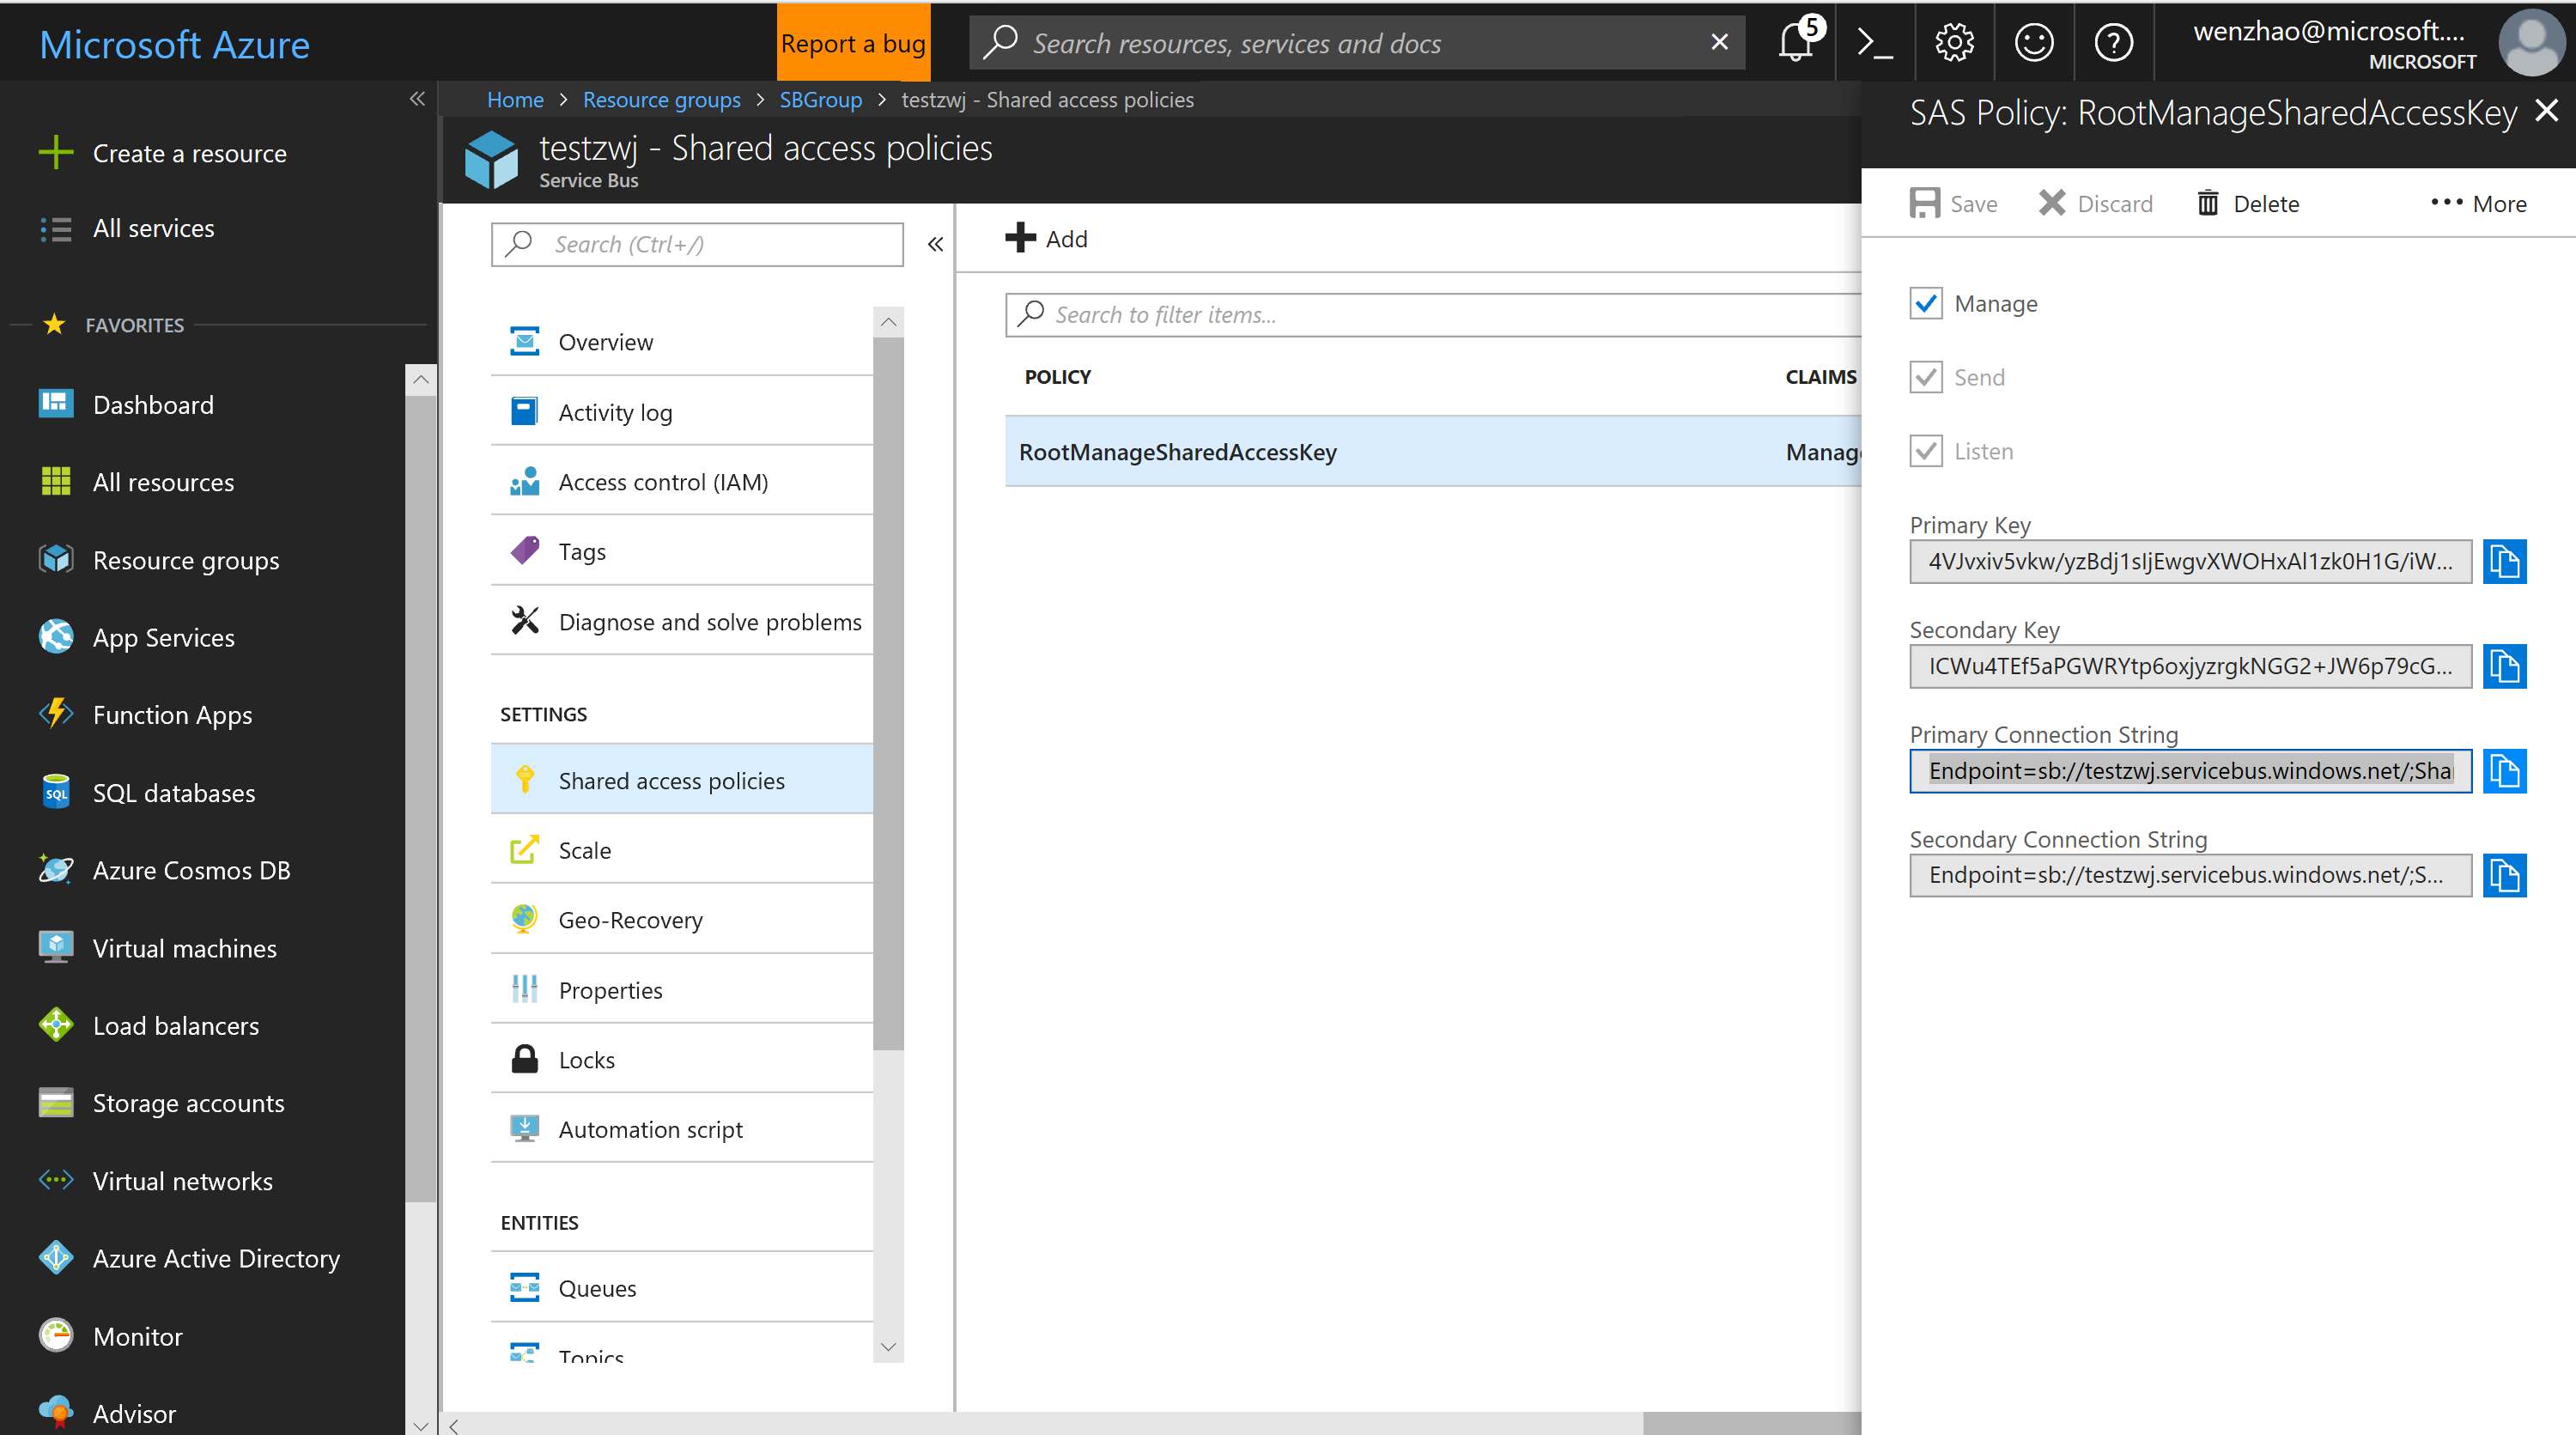 Microsoft Azure
Report a bug
Search resources, services and docs
5
wenzhao@microsoft....
MICROSOFT
Create a resource
All services
FAVORITES
Dashboard
All resources
Resource groups
App Services
Function Apps
SQL databases
Azure Cosmos DB
Virtual machines
Load balancers
Storage accounts
Virtual networks
Azure Active Directory
Monitor
Advisor
Home > Resource groups > SBGroup > testzwj - Shared access policies
testzwj - Shared access policies
Service Bus
Search (Ctrl+/)
Overview
Activity log
Access control (IAM)
Tags
Diagnose and solve problems
SETTINGS
Shared access policies
Scale
Geo-Recovery
Properties
Locks
Automation script
ENTITIES
Queues
Topics
Add
Search to filter items...
POLICY CLAIMS
RootManageSharedAccessKey Manage
SAS Policy: RootManageSharedAccessKey
Save Discard Delete ••• More
Manage
Send
Listen
Primary Key
4VJvxiv5vkw/yzBdj1sljEwgvXWOHxAl1zk0H1G/iW...
Secondary Key
ICWu4TEf5aPGWRYtp6oxjyzrgkNGG2+JW6p79cG...
Primary Connection String
Endpoint=sb://testzwj.servicebus.windows.net/;Shar
Secondary Connection String
Endpoint=sb://testzwj.servicebus.windows.net/;S...